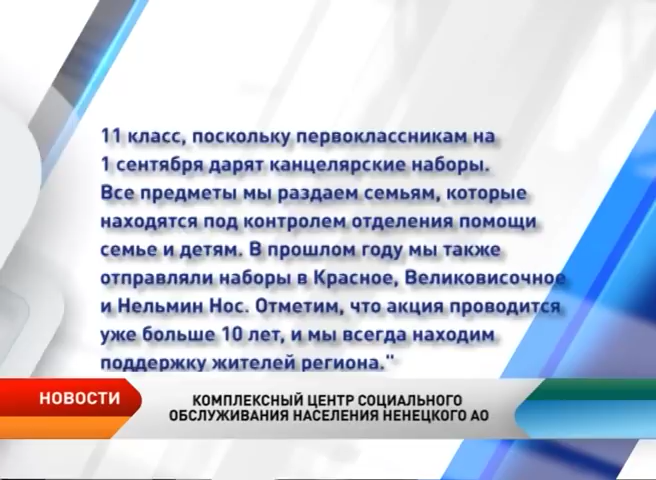 11 класс, поскольку первоклассникам на
1 сентября дарят канцелярские наборы.
Все предметы мы раздаем семьям, которые
находятся под контролем отделения помощи
семье и детям. В прошлом году мы также
отправляли наборы в Красное, Великовисочное
и Нельмин Нос. Отметим, что акция проводится
уже больше 10 лет, и мы всегда находим
поддержку жителей региона."
НОВОСТИ
КОМПЛЕКСНЫЙ ЦЕНТР СОЦИАЛЬНОГО
ОБСЛУЖИВАНИЯ НАСЕЛЕНИЯ НЕНЕЦКОГО АО